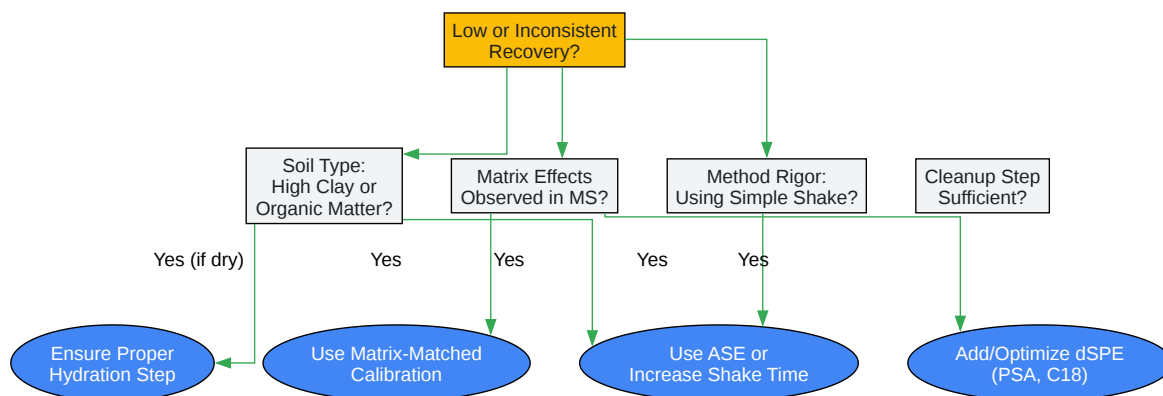 Low or Inconsistent
Recovery?
Soil Type:
High Clay or
Organic Matter?
Matrix Effects
Observed in MS?
Method Rigor:
Using Simple Shake?
Cleanup Step
Sufficient?
Yes (if dry)
Yes
Yes
Yes
Yes
Ensure Proper
Hydration Step
Use Matrix-Matched
Calibration
Use ASE or
Increase Shake Time
Add/Optimize dSPE
(PSA, C18)